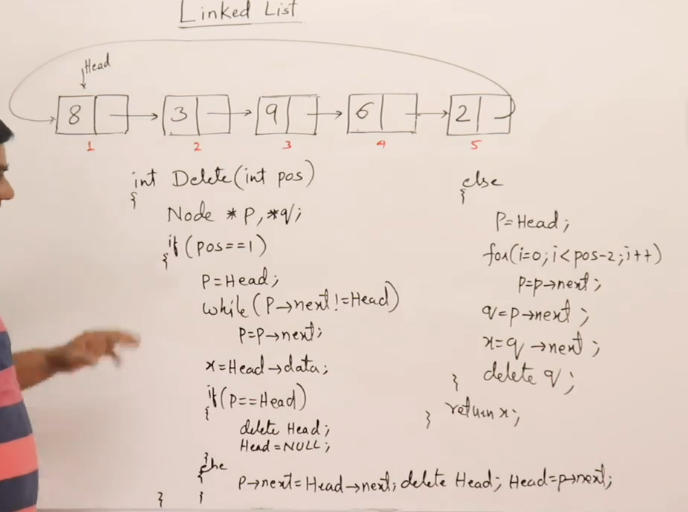 Linked List
Head
8 3 9 6 2
1 2 3 4 5
int Delete(int pos)
{
Node *p,*q;
if(pos==1)
{
P=Head;
while(P→next!=Head)
P=P→next;
x=Head→data;
if(P==Head)
{
delete Head;
Head=NULL;
}
else
{
P→next=Head→next; delete Head; Head=p→next;
}
}
else
{
P=Head;
for(i=0;i<pos-2;i++)
p=p→next;
q=p→next;
x=q→next;
delete q;
}
} return x;